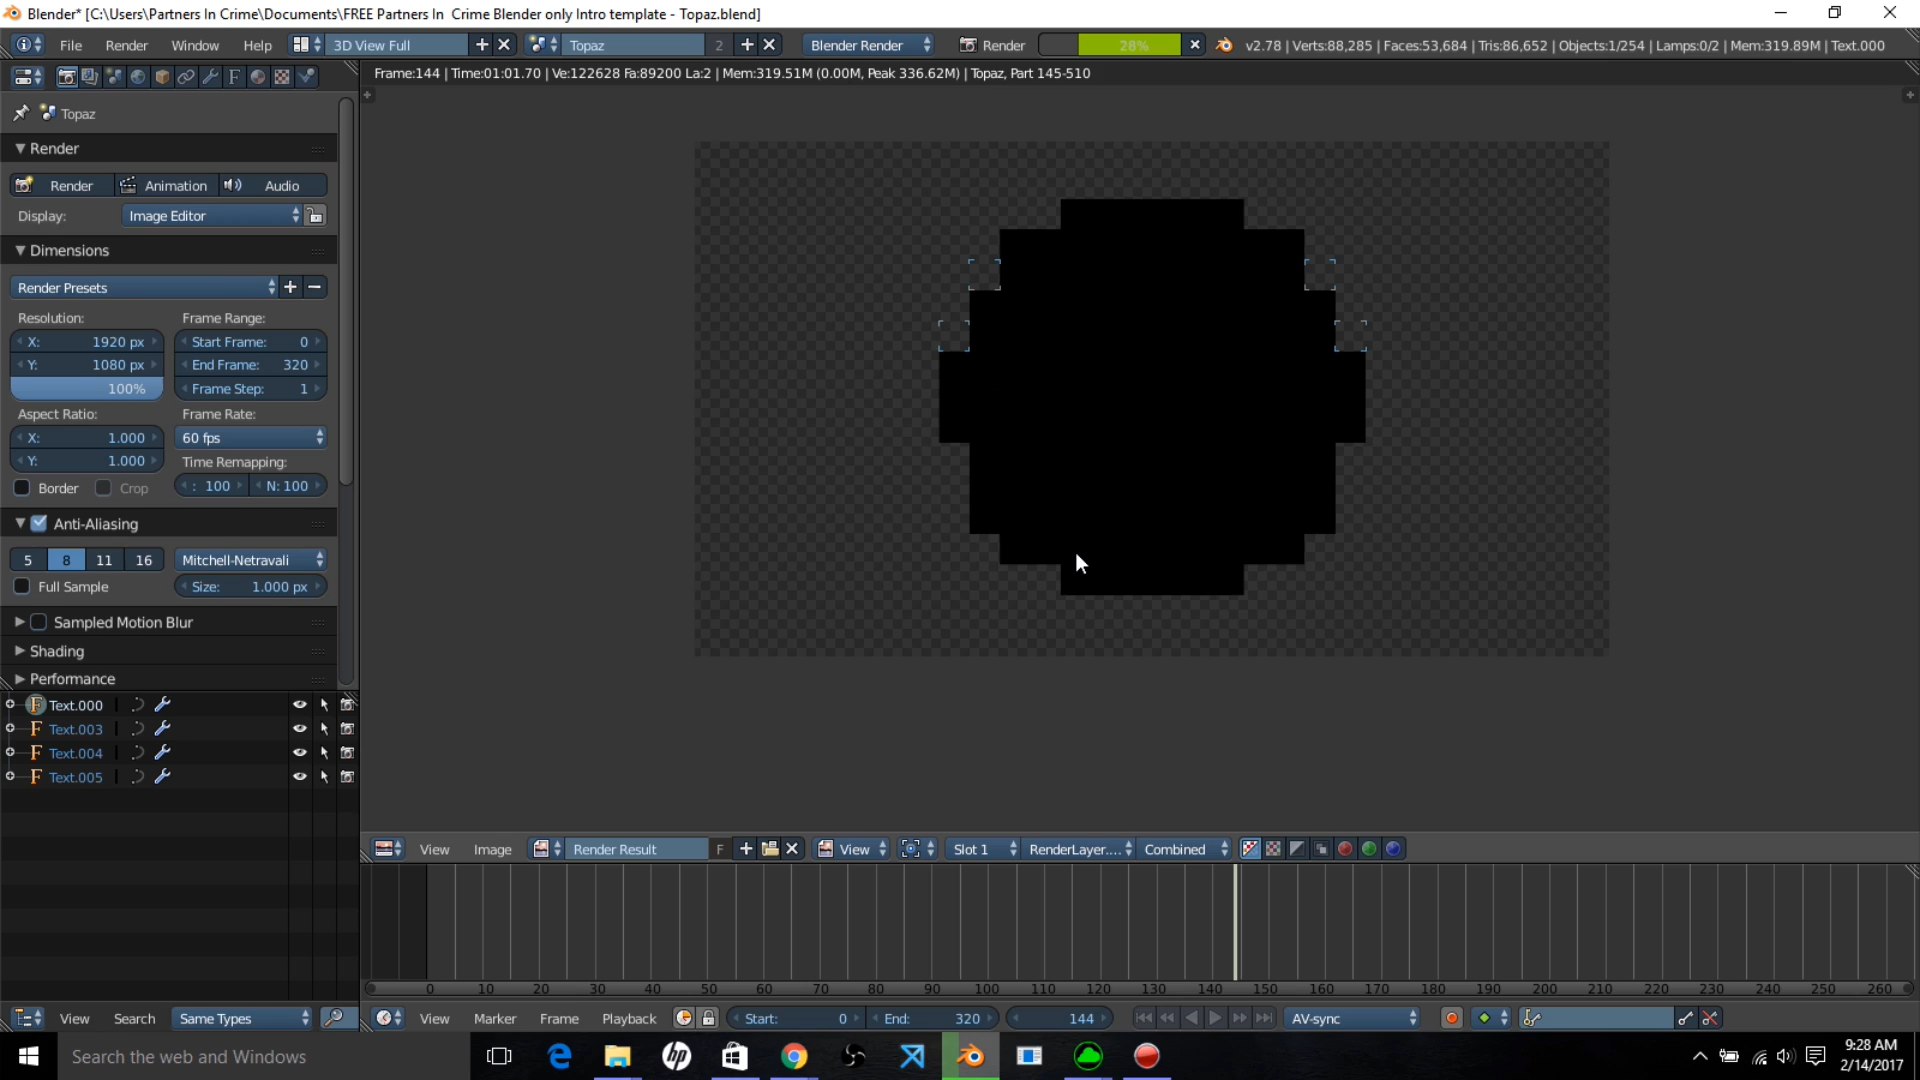 Blender* [C:\Users\Partners In Crime\Documents\FREE Partners In  Crime Blender only Intro template - Topaz.blend]
File Render Window Help 3D View Full Topaz 2 Blender Render Render 28% v2.78 | Verts:88,285 | Faces:53,684 | Tris:86,652 | Objects:1/254 | Lamps:0/2 | Mem:319.89M | Text.000
Frame:144 | Time:01:01.70 | Ve:122628 Fa:89200 La:2 | Mem:319.51M (0.00M, Peak 336.62M) | Topaz, Part 145-510
Topaz
Render
Render Animation Audio
Display: Image Editor
Dimensions
Render Presets
Resolution: Frame Range:
X: 1920 px Start Frame: 0
Y: 1080 px End Frame: 320
100% Frame Step: 1
Aspect Ratio: Frame Rate:
X: 1.000 60 fps
Y: 1.000 Time Remapping:
Border Crop : 100 N: 100
Anti-Aliasing
5 8 11 16 Mitchell-Netravali
Full Sample Size: 1.000 px
Sampled Motion Blur
Shading
Performance
Text.000
Text.003
Text.004
Text.005
View Image Render Result F View Slot 1 RenderLayer.... Combined
0 10 20 30 40 50 60 70 80 90 100 110 120 130 140 150 160 170 180 190 200 210 220 230 240 250 260
View Search Same Types View Marker Frame Playback Start: 0 End: 320 144 AV-sync
Search the web and Windows
9:28 AM
2/14/2017